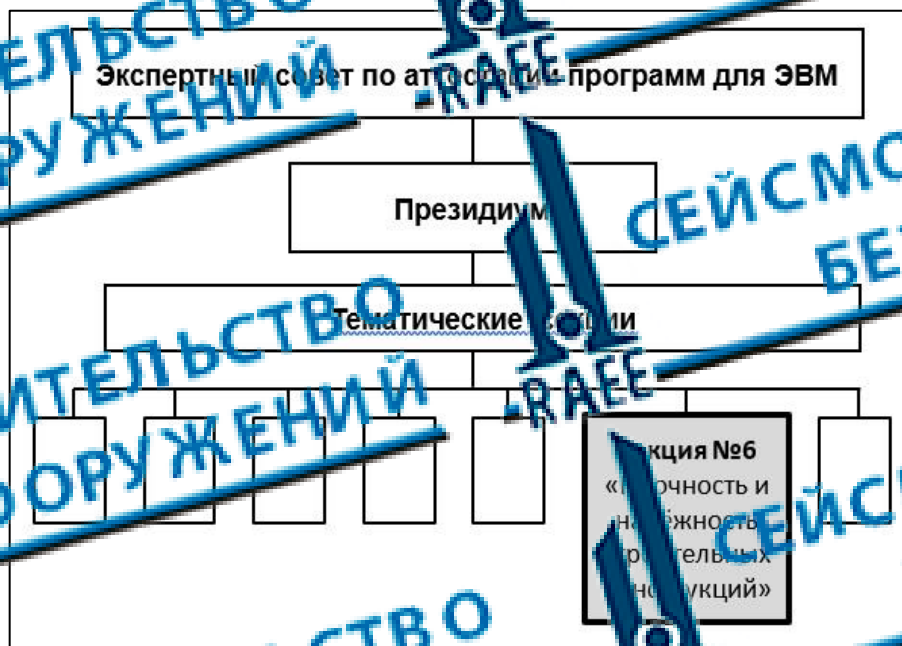 ЕЛЬСТВО
РУЖЕНИЙ
-RAEE
Экспертный совет по аттестации программ для ЭВМ
Президиум
СЕЙСМО
БЕ
Тематические секции
ИТЕЛЬСТВО
ООРУЖЕНИЙ
-RAEE
Секция №6
«Прочность и
надёжность
строительных
конструкций»
СЕЙС
СТВО